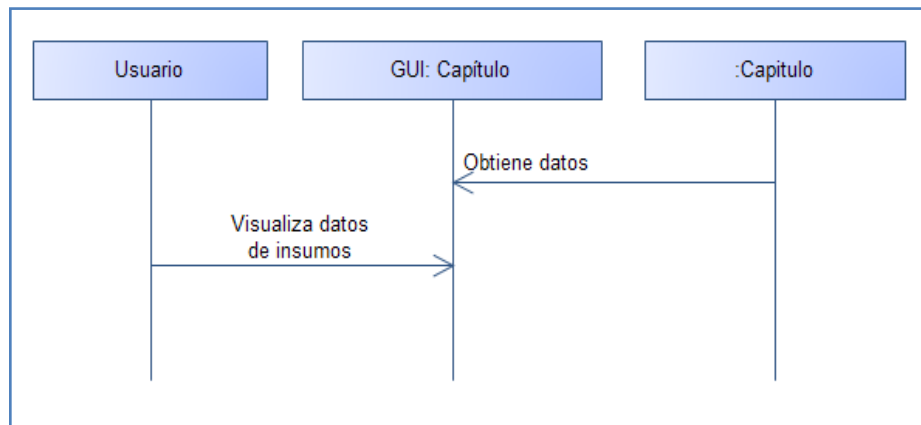 Usuario
GUI: Capítulo
:Capitulo
Obtiene datos
Visualiza datos
de insumos